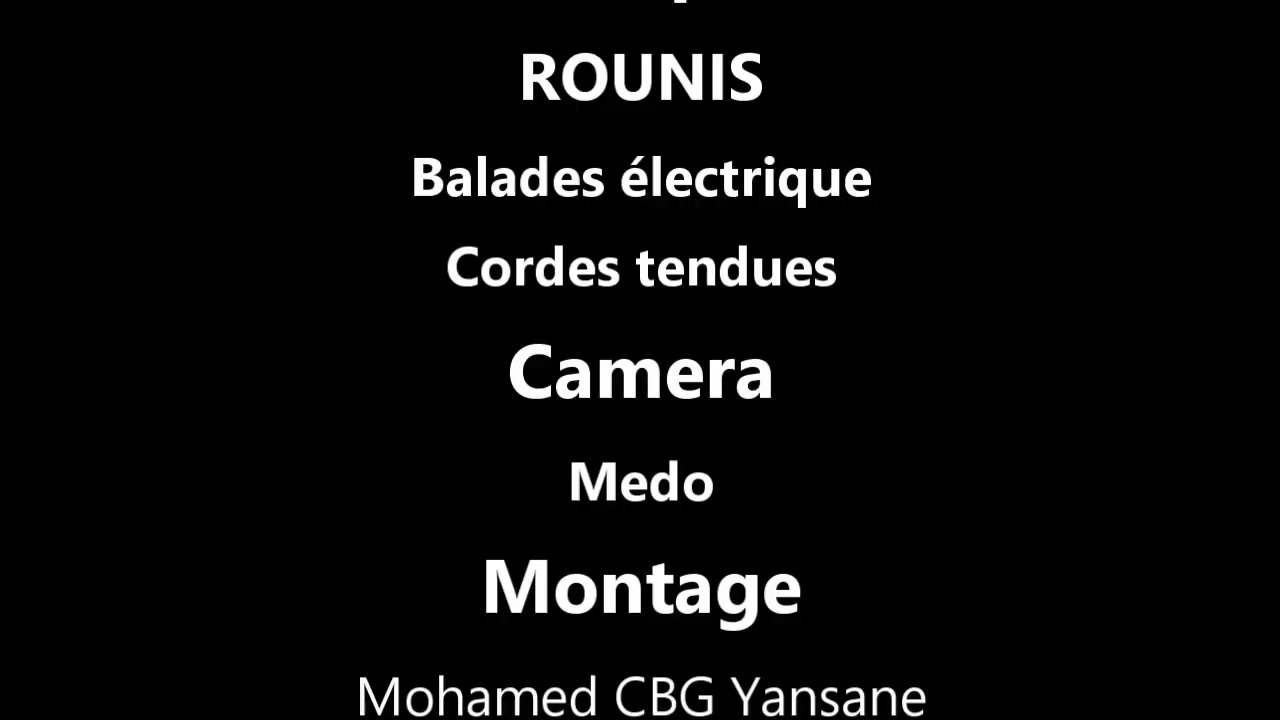 ROUNIS
Balades électrique
Cordes tendues
Camera
Medo
Montage
Mohamed CBG Yansane